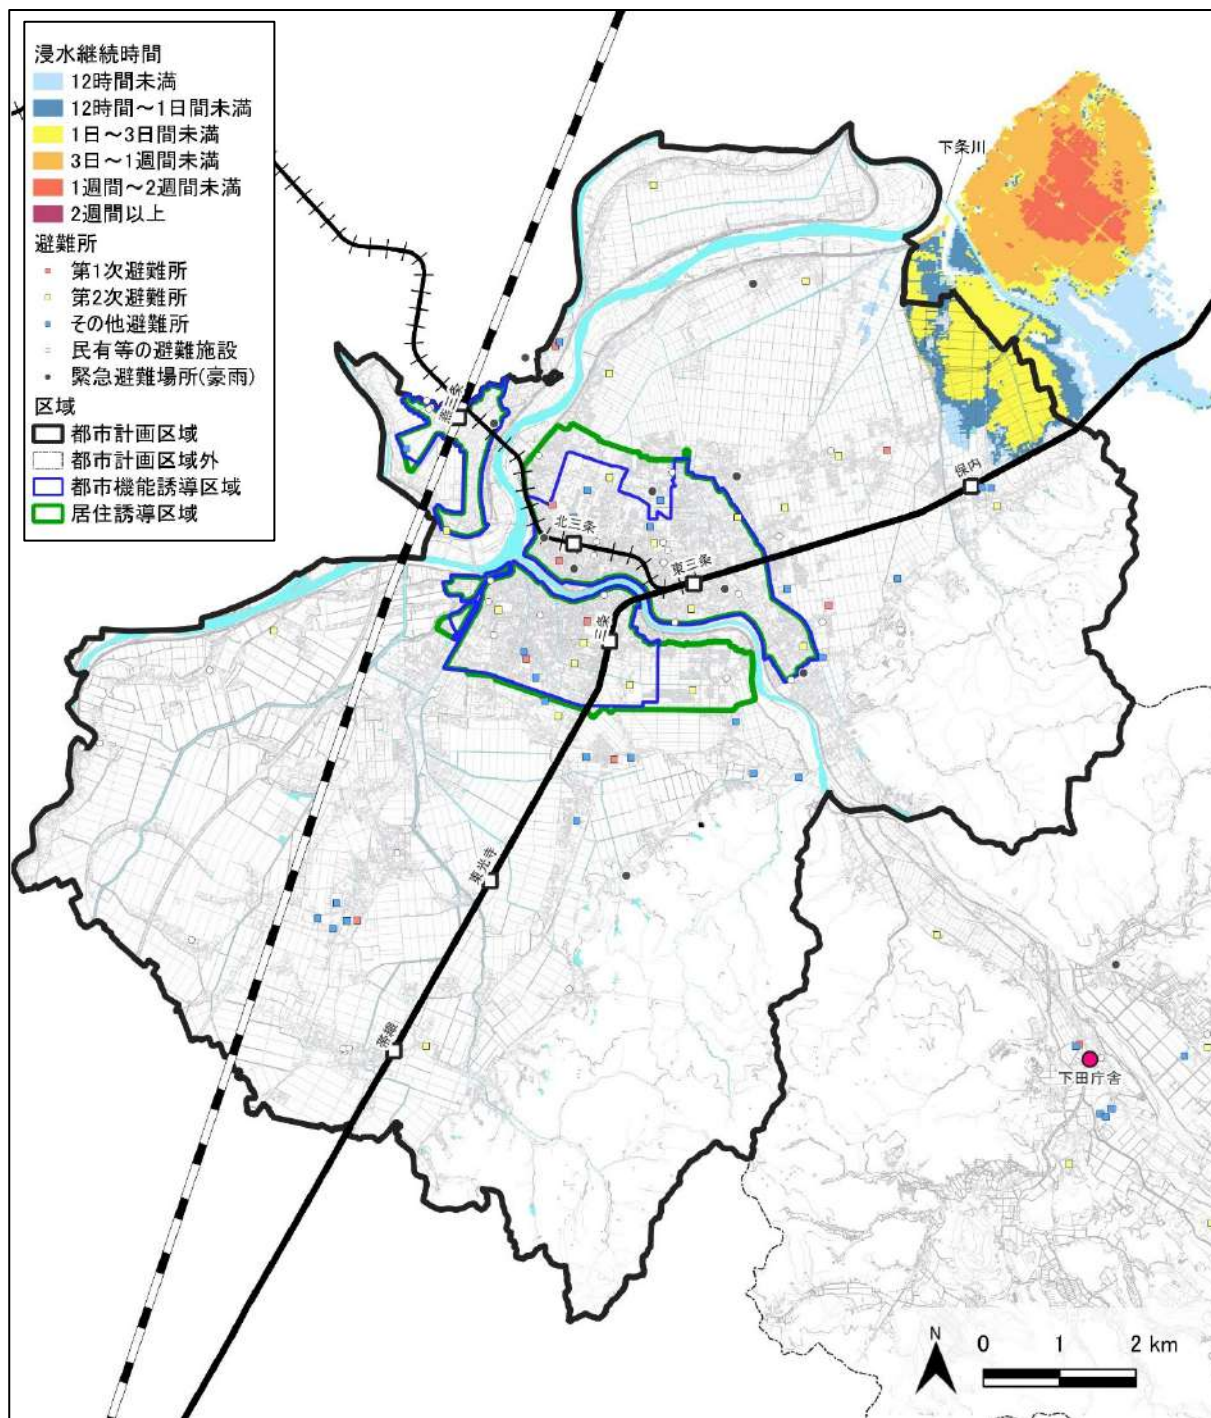 浸水継続時間
12時間未満
12時間～1日間未満
1日～3日間未満
3日～1週間未満
1週間～2週間未満
2週間以上
避難所
第1次避難所
第2次避難所
その他避難所
民有等の避難施設
緊急避難場所(豪雨)
区域
都市計画区域
都市計画区域外
都市機能誘導区域
居住誘導区域
下条川
燕三条
保内
北三条
東三条
三条
東光寺
帯織
下田庁舎
N
0 1 2 km